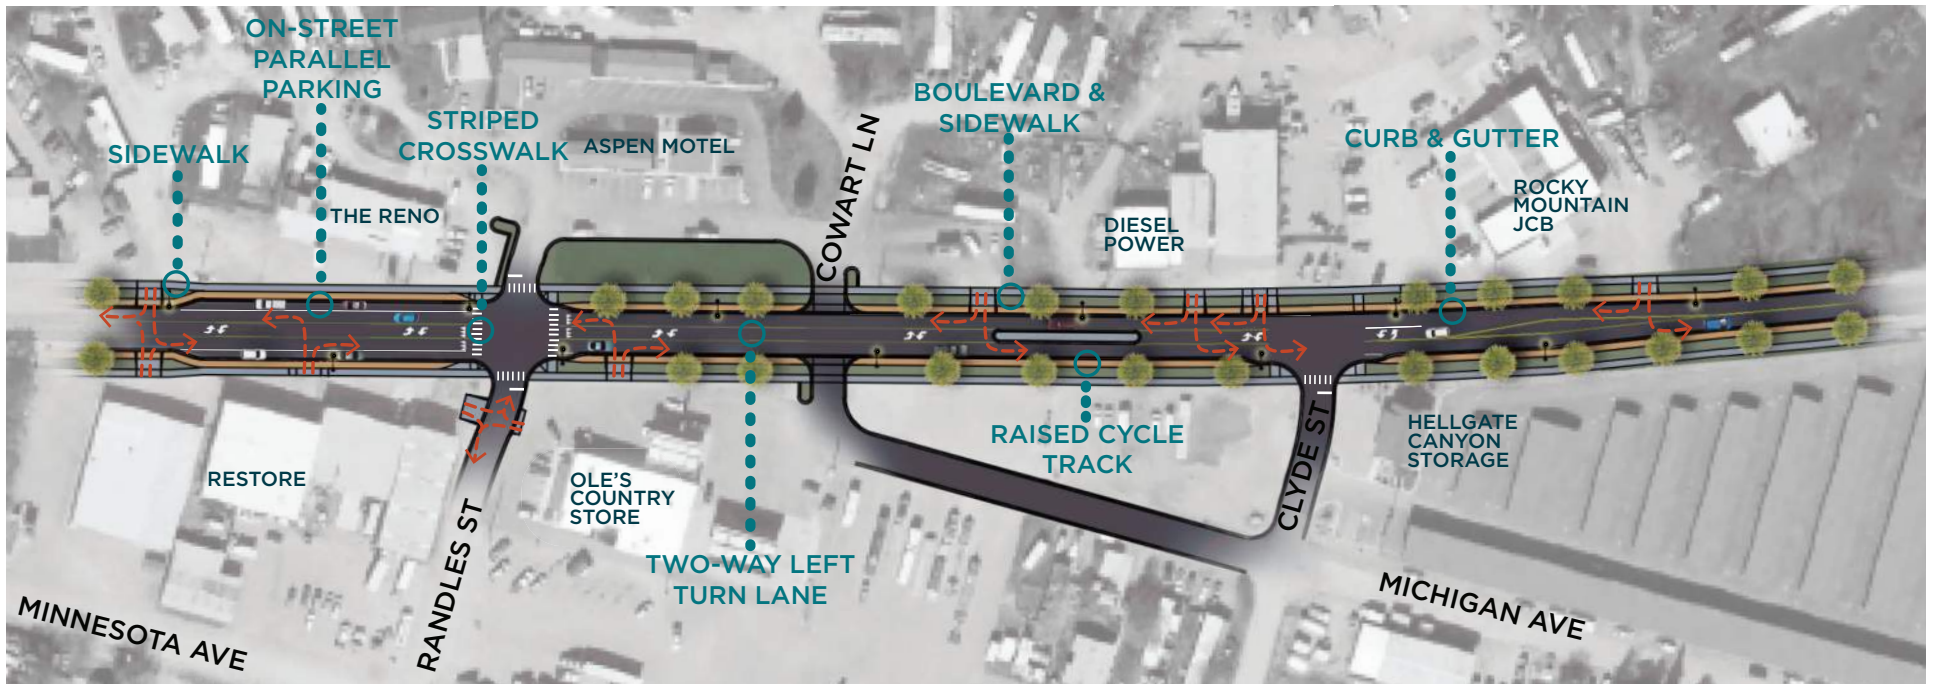 ON-STREET
PARALLEL
PARKING
SIDEWALK
STRIPED
CROSSWALK
ASPEN MOTEL
THE RENO
COWART LN
BOULEVARD &
SIDEWALK
DIESEL
POWER
CURB & GUTTER
ROCKY
MOUNTAIN
JCB
RESTORE
RANDLES ST
OLE'S
COUNTRY
STORE
TWO-WAY LEFT
TURN LANE
RAISED CYCLE
TRACK
CLYDE ST
HELLGATE
CANYON
STORAGE
MINNESOTA AVE
MICHIGAN AVE